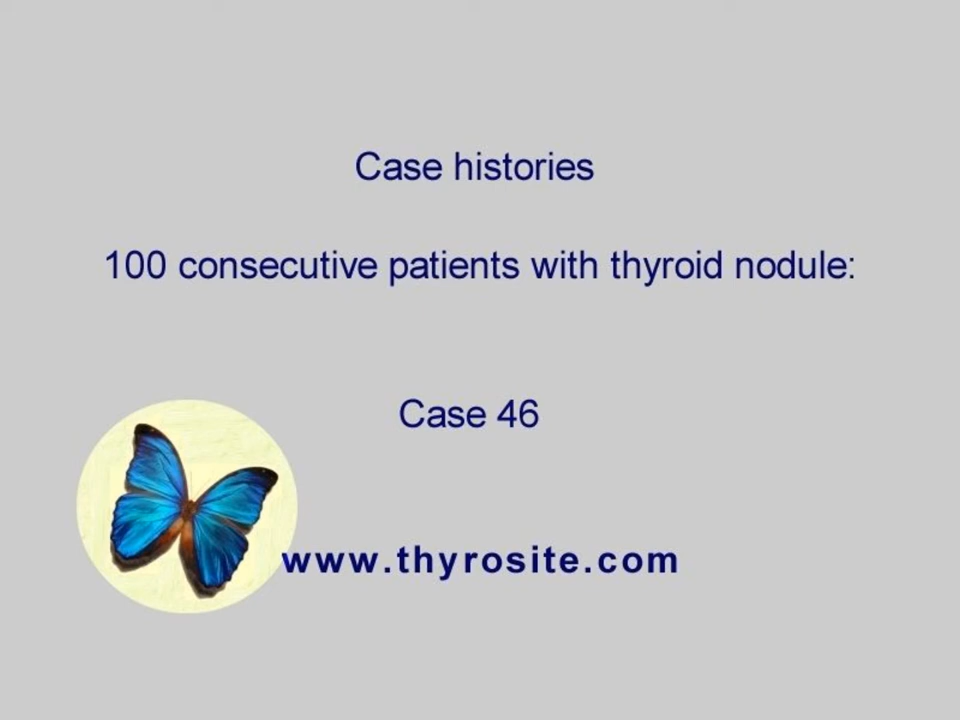 Case histories
100 consecutive patients with thyroid nodule:
Case 46
www.thyrosite.com